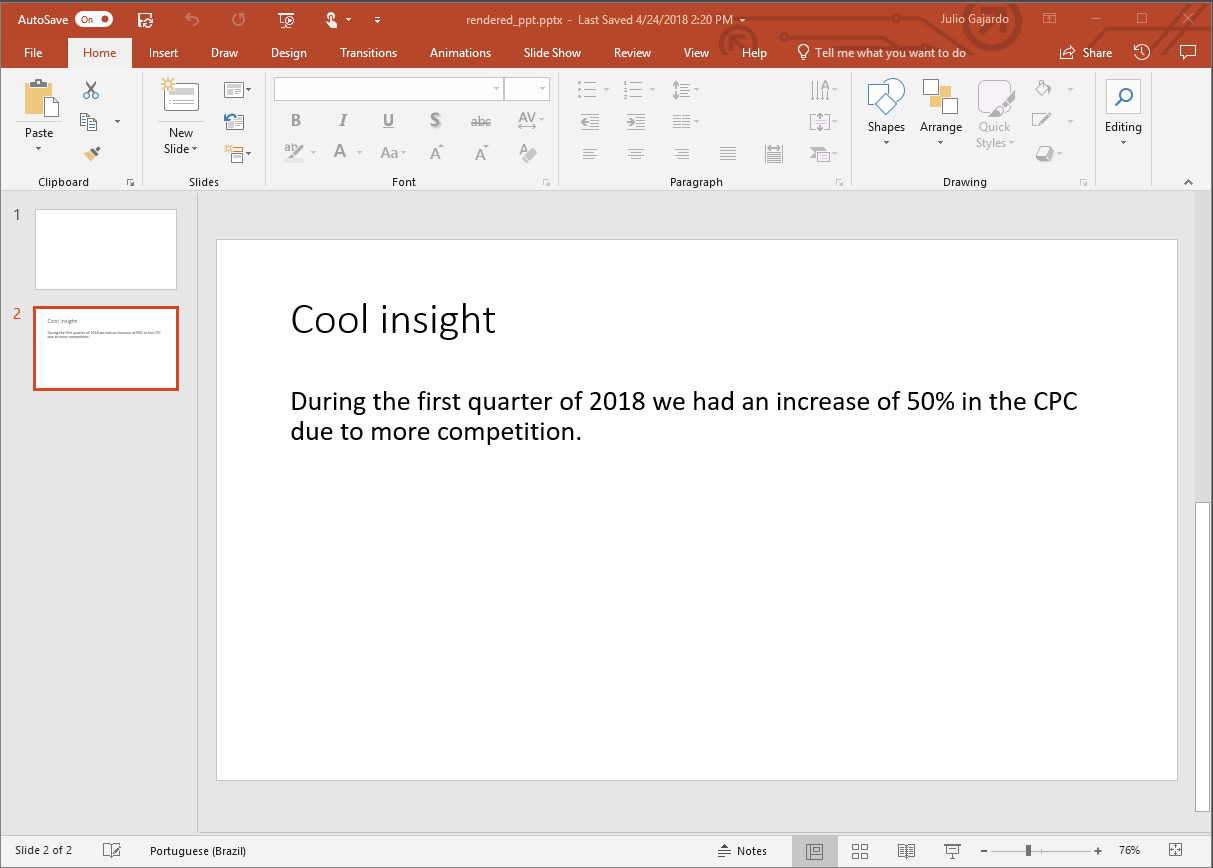 AutoSave On rendered_ppt.pptx - Last Saved 4/24/2018 2:20 PM Julio Gajardo
File Home Insert Draw Design Transitions Animations Slide Show Review View Help Tell me what you want to do Share
Paste
New
Slide
B I U S abc AV
ab A Aa A A A
Shapes Arrange Quick
Styles
Editing
Clipboard Slides Font Paragraph Drawing
1
2
Cool insight
During the first quarter of 2018 we had an increase of 50% in the CPC
due to more competition.
Cool insight
During the first quarter of 2018 we had an increase of 50% in the CPC
due to more competition.
Slide 2 of 2 Portuguese (Brazil) Notes - + 76%